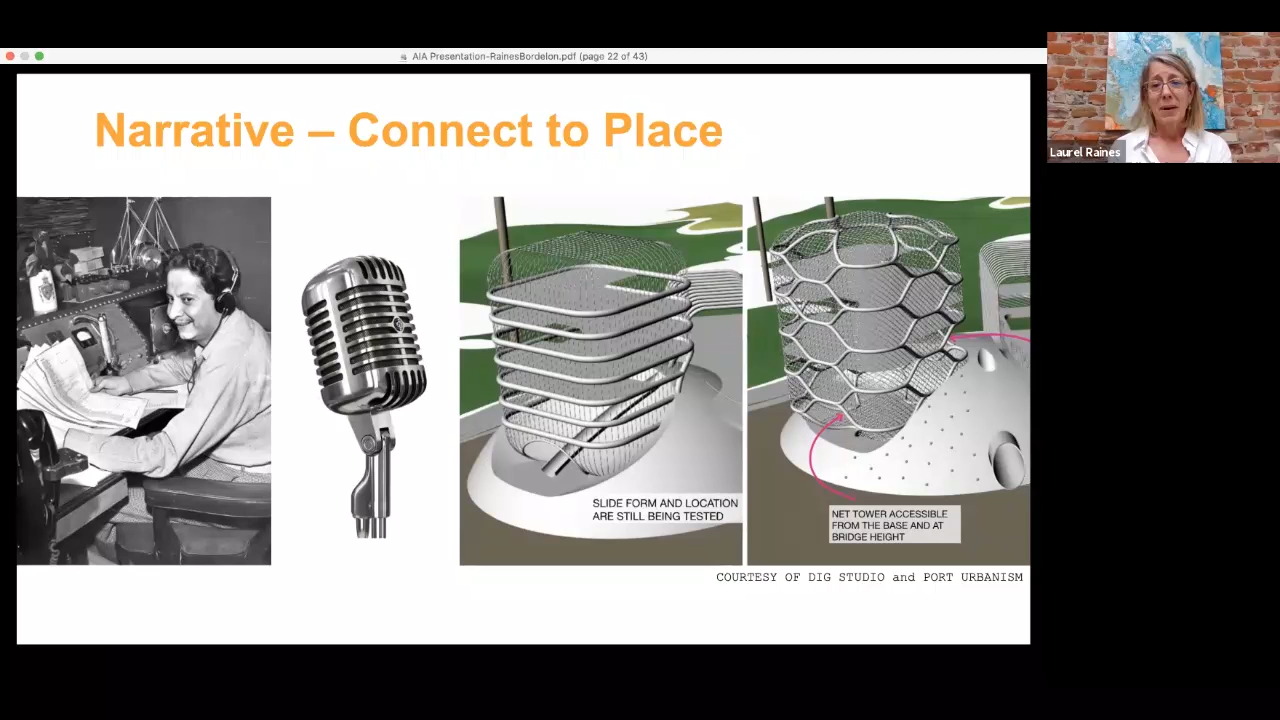 AIA Presentation-RainesBordelon.pdf (page 22 of 43)
Laurel Raines
Narrative – Connect to Place
SLIDE FORM AND LOCATION
ARE STILL BEING TESTED
NET TOWER ACCESSIBLE
FROM THE BASE AND AT
BRIDGE HEIGHT
COURTESY OF DIG STUDIO and PORT URBANISM